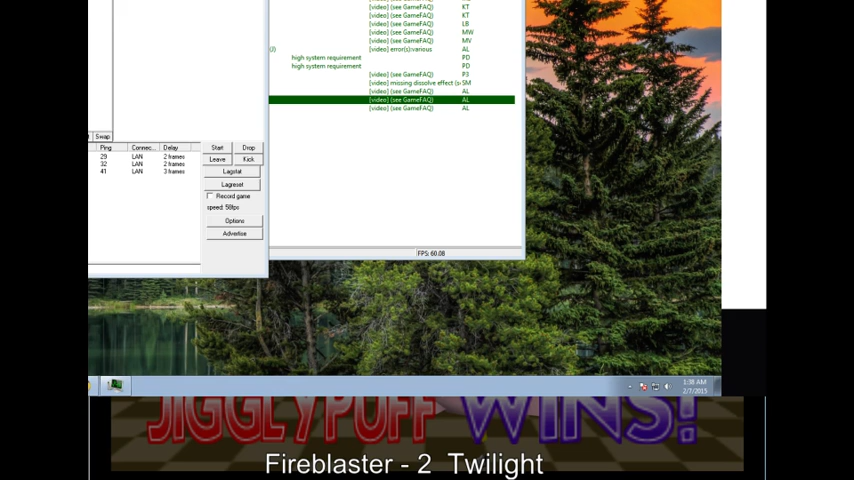 [video] (see GameFAQ) KT
[video] (see GameFAQ) KT
[video] (see GameFAQ) LB
[video] (see GameFAQ) MW
[video] (see GameFAQ) MV
(J) [video] error(s):various AL
high system requirement PD
high system requirement PD
[video] (see GameFAQ) P3
[video] missing dissolve effect (s SM
[video] (see GameFAQ) AL
[video] (see GameFAQ) AL
[video] (see GameFAQ) AL
Swap
Ping Connec... Delay
29 LAN 2 frames
32 LAN 2 frames
41 LAN 3 frames
Start Drop
Leave Kick
Lagstat
Lagreset
Record game
speed: 58fps
Options
Advertise
FPS: 60.08
1:38 AM
2/7/2015
JIGGLYPUFF WINS!
Fireblaster - 2 Twilight